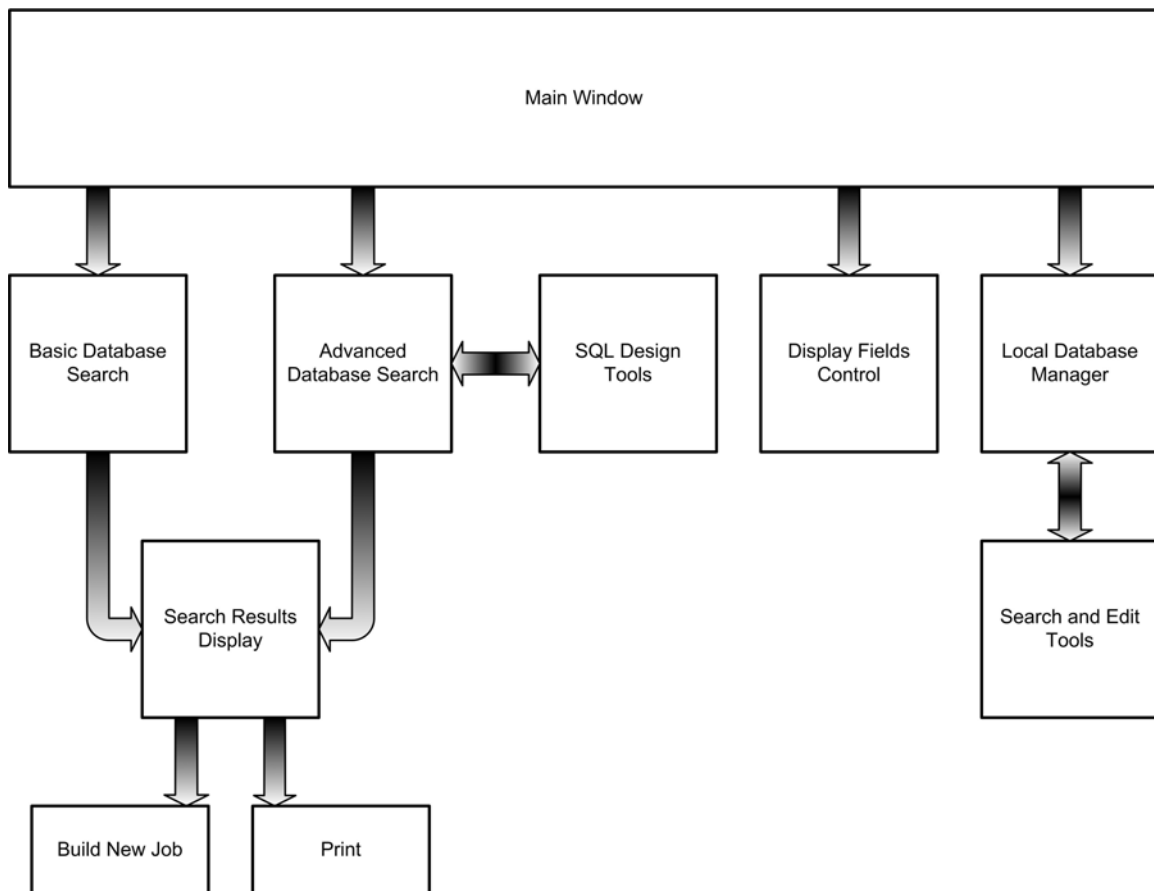 Main Window
Basic Database
Search
Advanced
Database Search
SQL Design
Tools
Display Fields
Control
Local Database
Manager
Search Results
Display
Search and Edit
Tools
Build New Job
Print